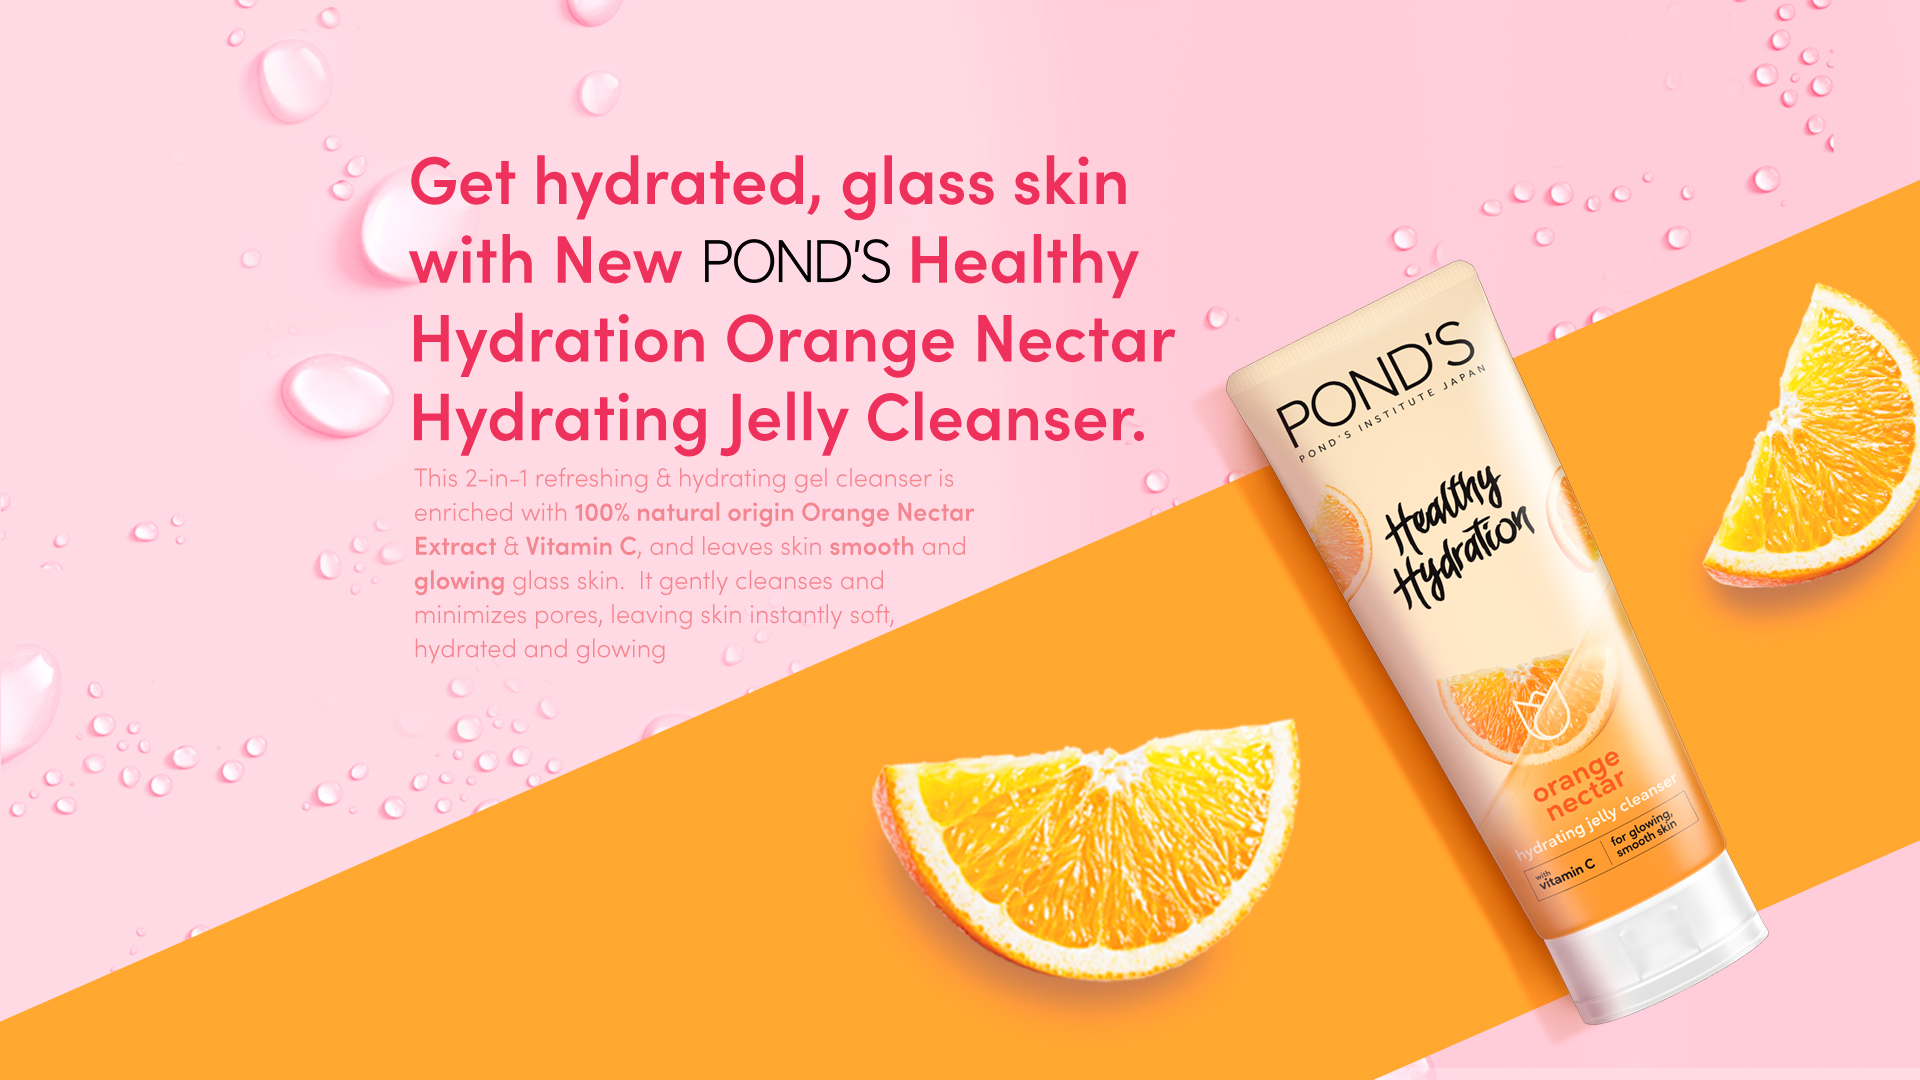 Get hydrated, glass skin
with New POND'S Healthy
Hydration Orange Nectar
Hydrating Jelly Cleanser.
This 2-in-1 refreshing & hydrating gel cleanser is
enriched with 100% natural origin Orange Nectar
Extract & Vitamin C, and leaves skin smooth and
glowing glass skin. It gently cleanses and
minimizes pores, leaving skin instantly soft,
hydrated and glowing
POND'S
POND'S INSTITUTE JAPAN
Healthy
Hydration
orange
nectar
hydrating jelly cleanser
with
vitamin C
for glowing,
smooth skin